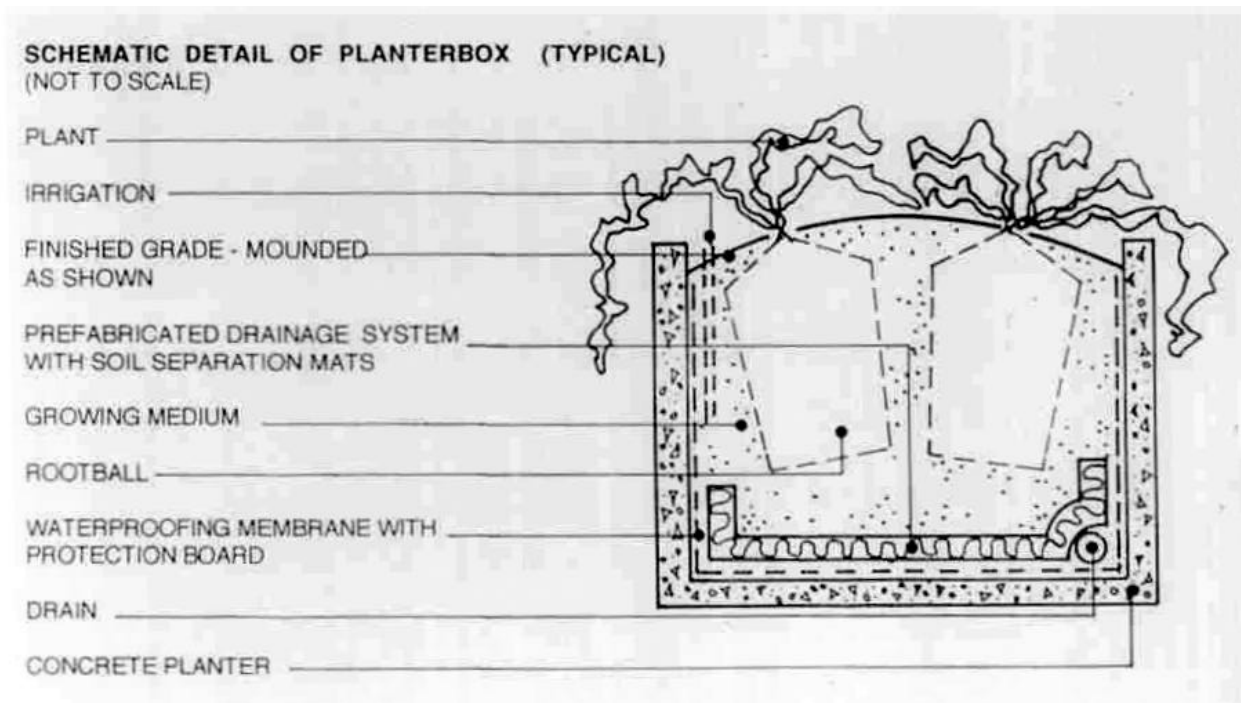 SCHEMATIC DETAIL OF PLANTERBOX (TYPICAL)
(NOT TO SCALE)
PLANT
IRRIGATION
FINISHED GRADE - MOUNDED
AS SHOWN
PREFABRICATED DRAINAGE SYSTEM
WITH SOIL SEPARATION MATS
GROWING MEDIUM
ROOTBALL
WATERPROOFING MEMBRANE WITH
PROTECTION BOARD
DRAIN
CONCRETE PLANTER